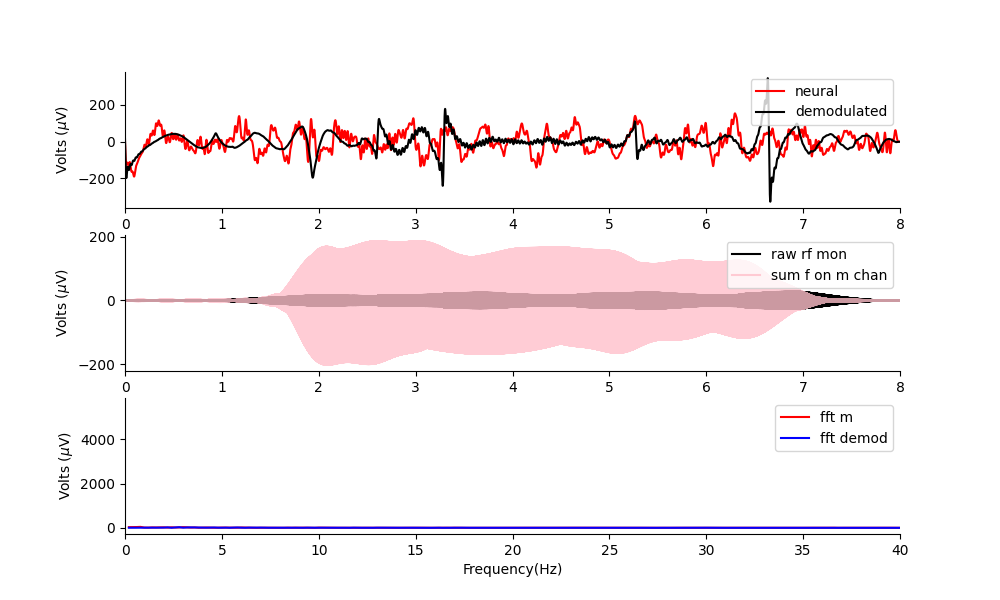 Volts (μV)
200
0
−200
neural
demodulated
0 1 2 3 4 5 6 7 8
Volts (μV)
200
0
−200
raw rf mon
sum f on m chan
0 1 2 3 4 5 6 7 8
Volts (μV)
4000
2000
0
fft m
fft demod
0 5 10 15 20 25 30 35 40
Frequency(Hz)